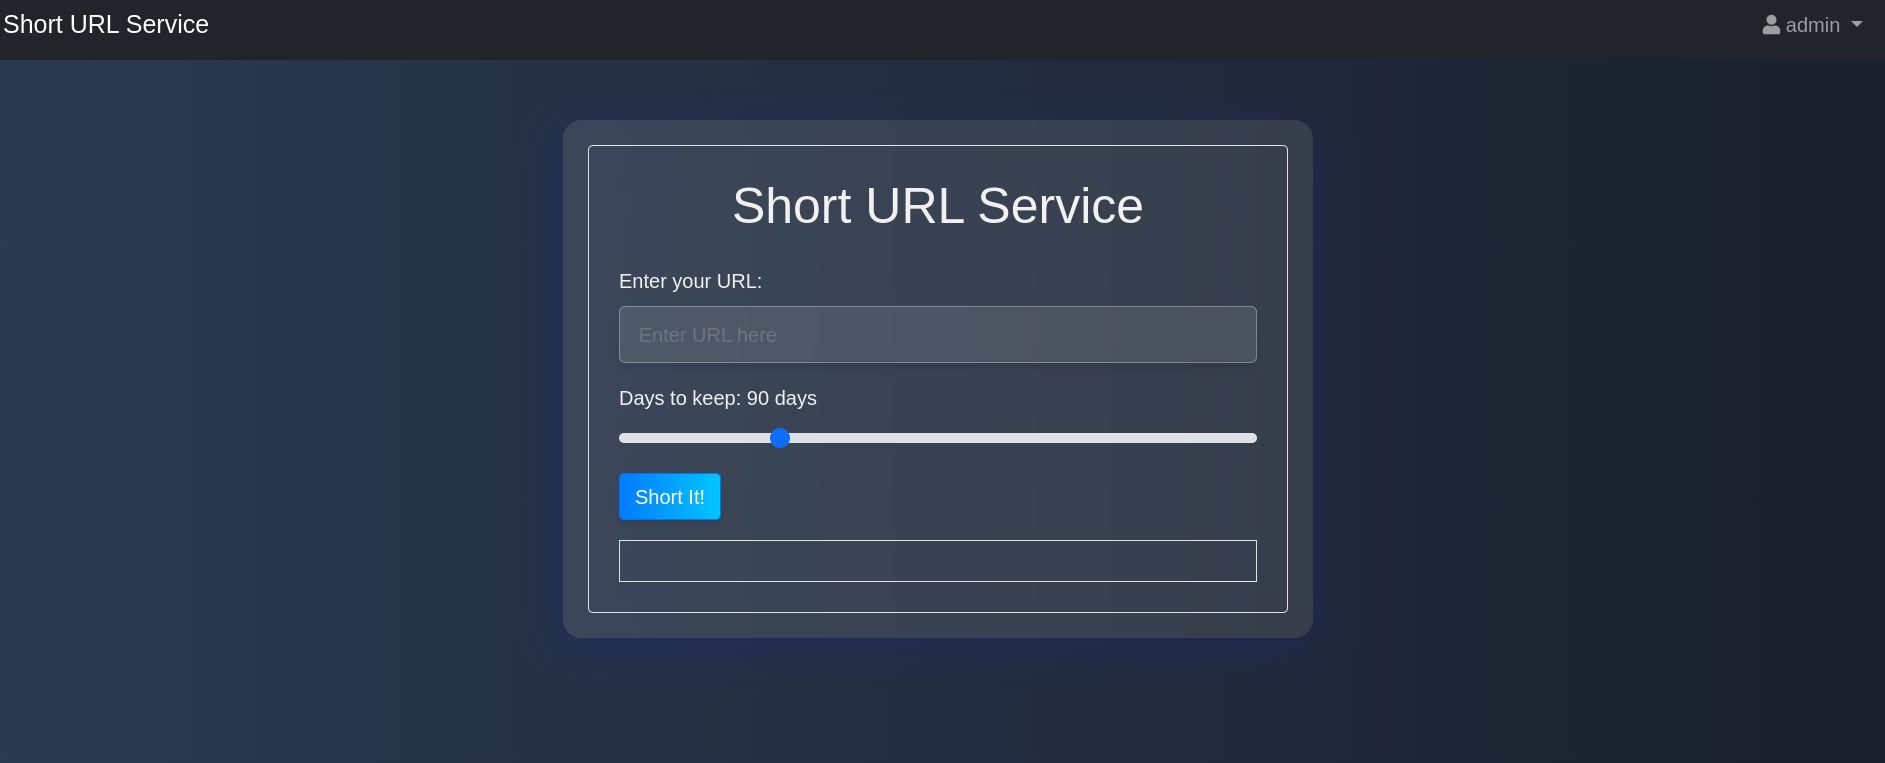 Short URL Service
admin
Short URL Service
Enter your URL:
Enter URL here
Days to keep: 90 days
Short It!